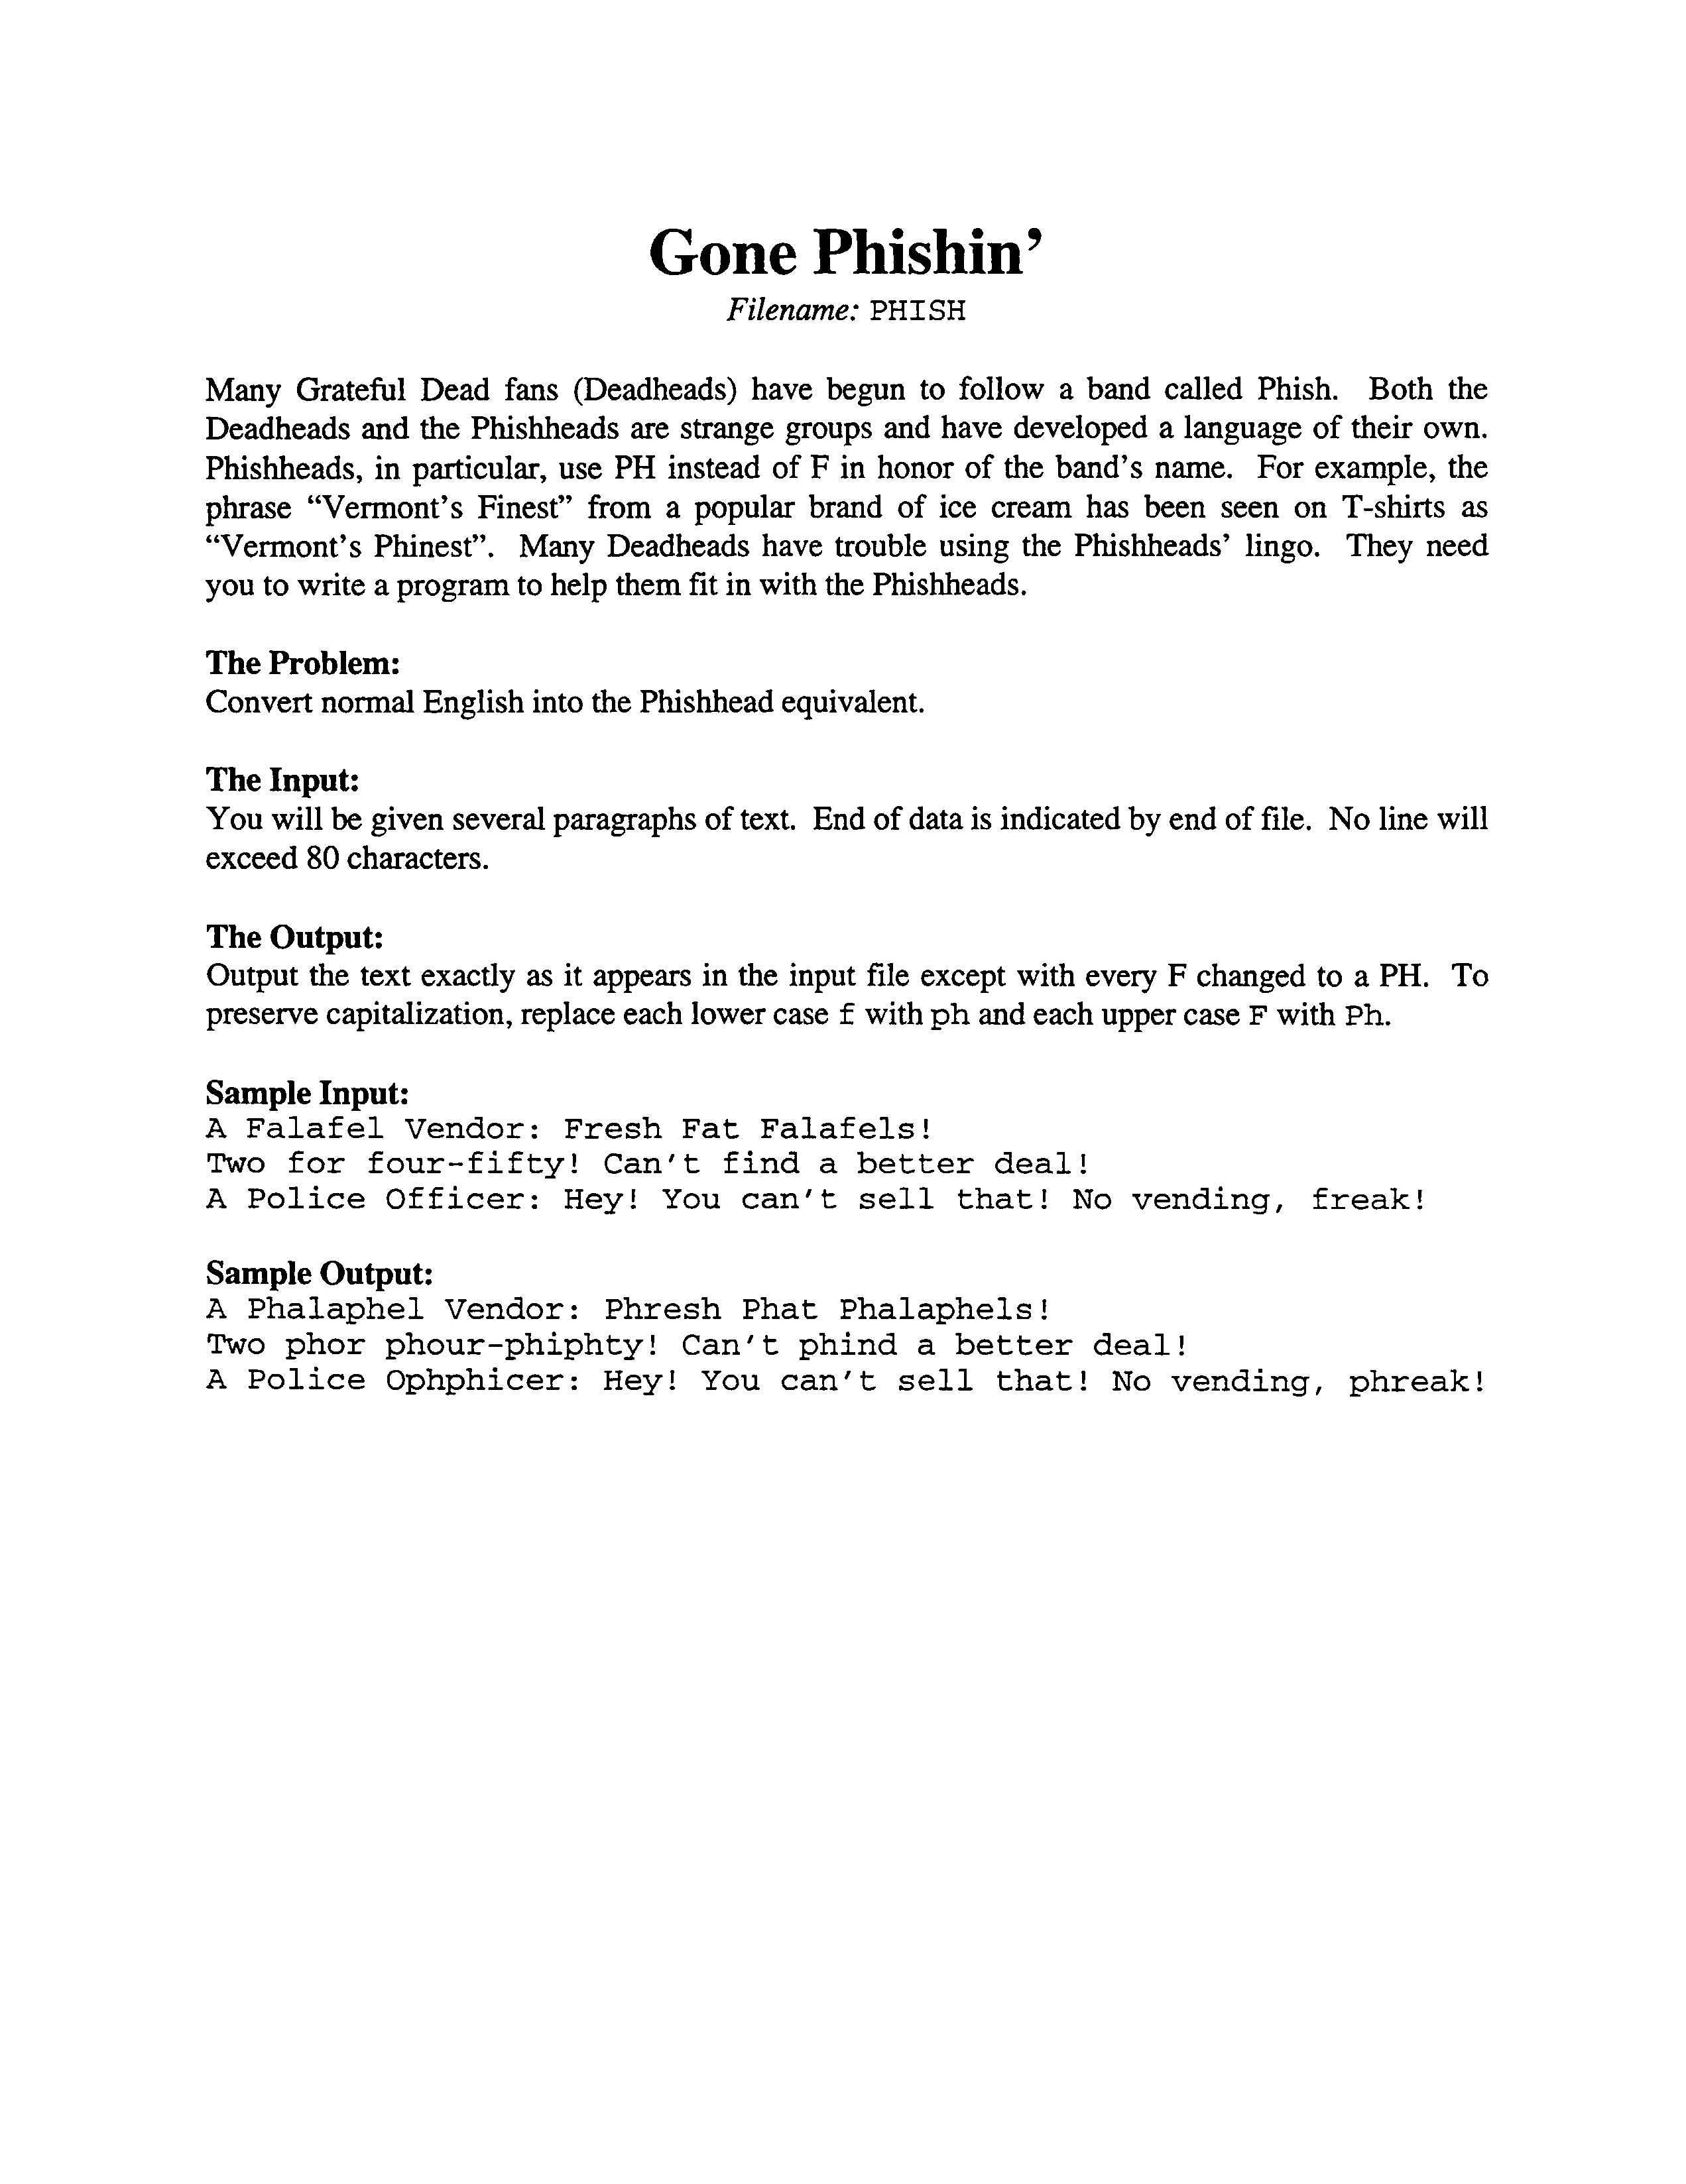 Gone Phishin’
Filename: PHISH
Many Grateful Dead fans (Deadheads) have begun to follow a band called Phish. Both the
Deadheads and the Phishheads are strange groups and have developed a language of their own.
Phishheads, in particular, use PH instead of F in honor of the band’s name. For example, the
phrase “Vermont’s Finest” from a popular brand of ice cream has been seen on T-shirts as
“Vermont’s Phinest”. Many Deadheads have trouble using the Phishheads’ lingo. They need
you to write a program to help them fit in with the Phishheads.
The Problem:
Convert normal English into the Phishhead equivalent.
The Input:
You will be given several paragraphs of text. End of data is indicated by end of file. No line will
exceed 80 characters.
The Output:
Output the text exactly as it appears in the input file except with every F changed to a PH. To
preserve capitalization, replace each lower case f with ph and each upper case F with Ph.
Sample Input:
A Falafel Vendor: Fresh Fat Falafels!
Two for four-fifty! Can't find a better deal!
A Police Officer: Hey! You can't sell that! No vending, freak!
Sample Output:
A Phalaphel Vendor: Phresh Phat Phalaphels!
Two phor phour-phiphty! Can't phind a better deal!
A Police Ophphicer: Hey! You can't sell that! No vending, phreak!